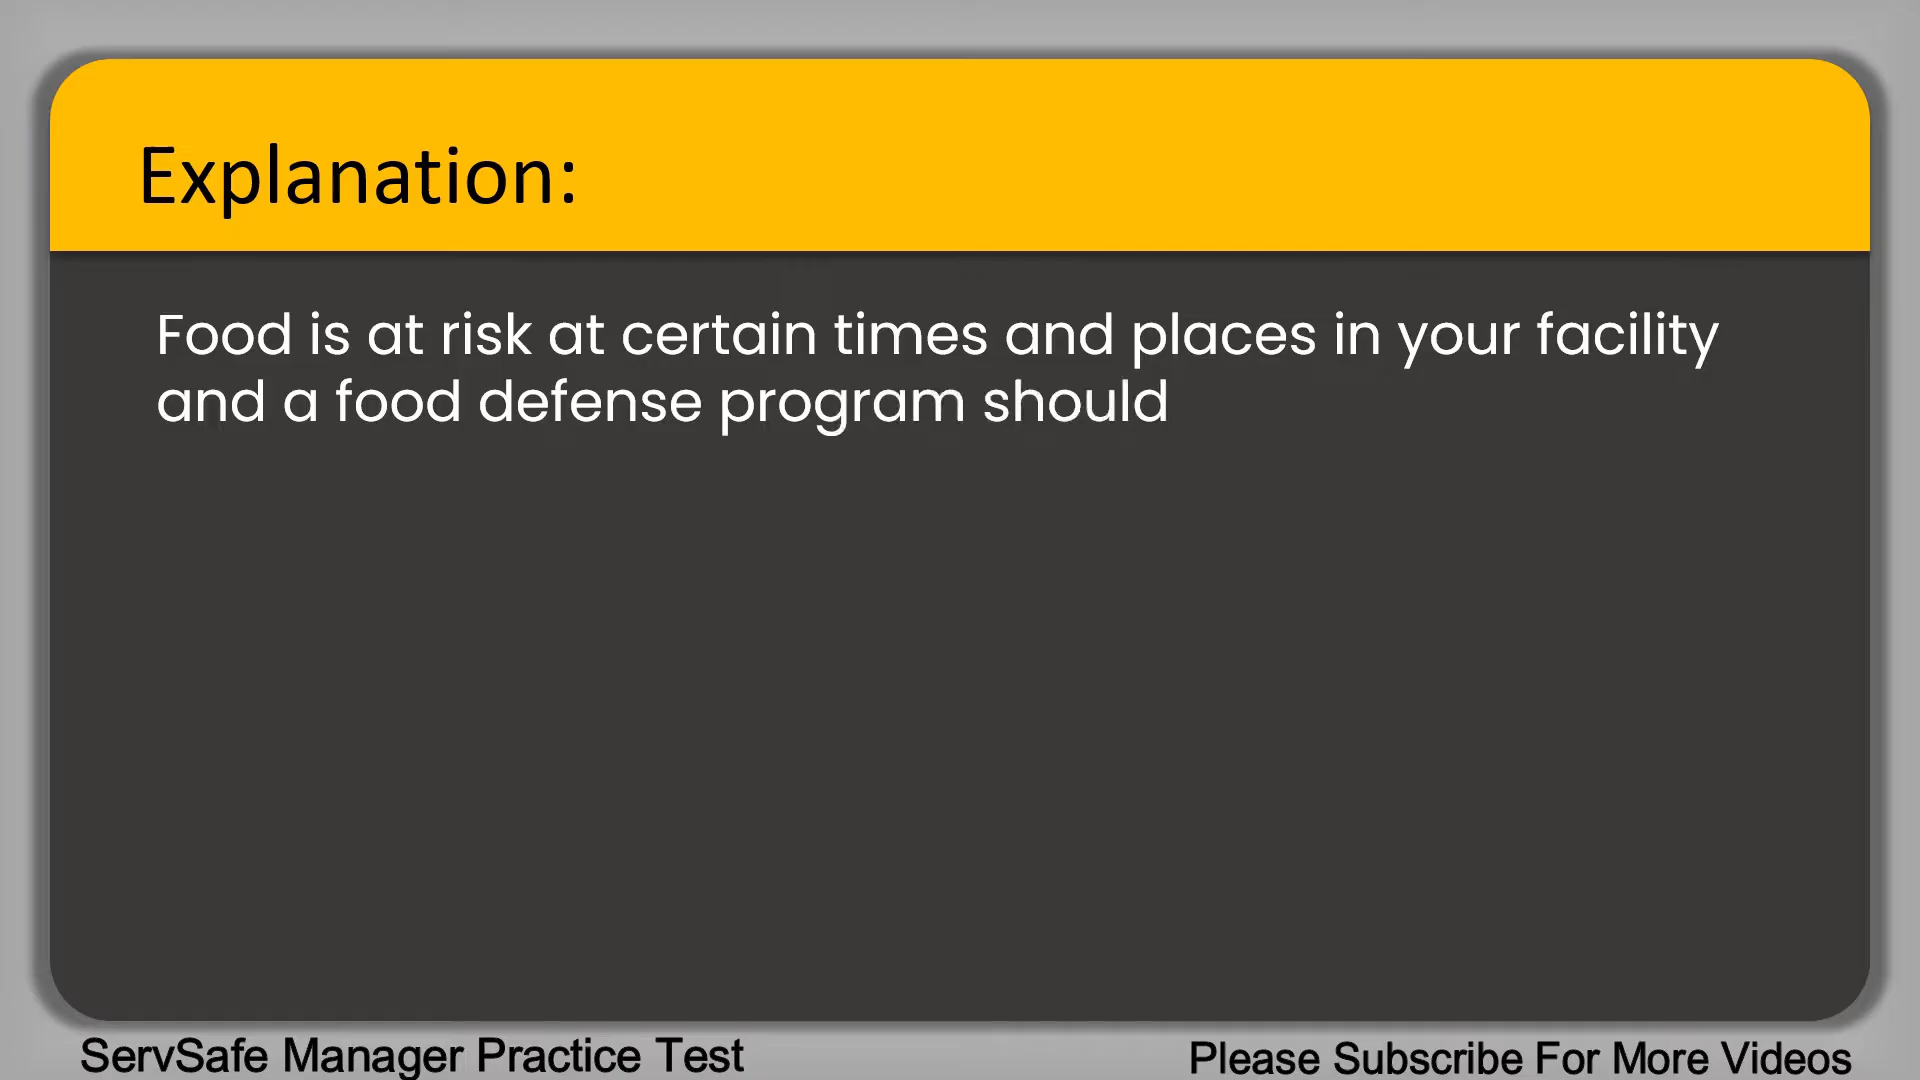 Explanation:
Food is at risk at certain times and places in your facility
and a food defense program should
ServSafe Manager Practice Test
Please Subscribe For More Videos